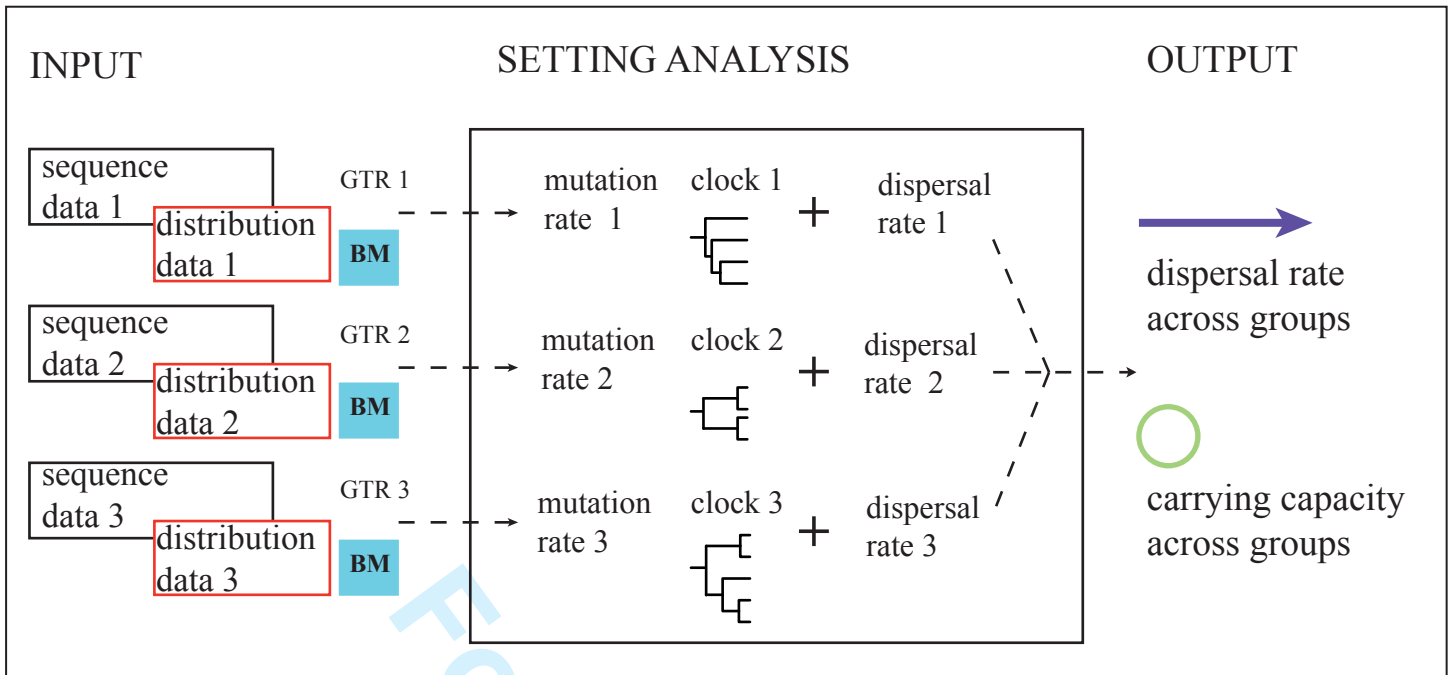 INPUT
SETTING ANALYSIS
OUTPUT
sequence
data 1
distribution
data 1
GTR 1
BM
mutation
rate 1
clock 1
+
dispersal
rate 1
sequence
data 2
distribution
data 2
GTR 2
BM
mutation
rate 2
clock 2
+
dispersal
rate 2
sequence
data 3
distribution
data 3
GTR 3
BM
mutation
rate 3
clock 3
+
dispersal
rate 3
dispersal rate
across groups
carrying capacity
across groups